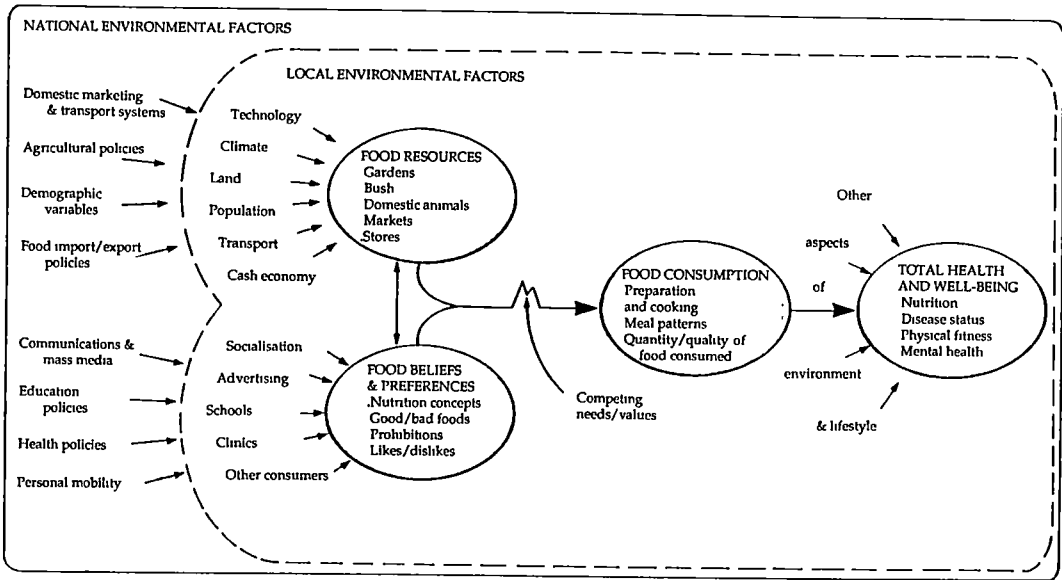 NATIONAL ENVIRONMENTAL FACTORS
Domestic marketing
& transport systems
Agricultural policies
Demographic
variables
Food import/export
policies
Communications &
mass media
Education
policies
Health policies
Personal mobility
LOCAL ENVIRONMENTAL FACTORS
Technology
Climate
Land
Population
Transport
Cash economy
FOOD RESOURCES
Gardens
Bush
Domestic animals
Markets
Stores
Socialisation
Advertising
Schools
Clinics
Other consumers
FOOD BELIEFS
& PREFERENCES
Nutrition concepts
Good/bad foods
Prohibitions
Likes/dislikes
Competing
needs/values
FOOD CONSUMPTION
Preparation
and cooking
Meal patterns
Quantity/quality of
food consumed
Other
aspects
of
environment
& lifestyle
TOTAL HEALTH
AND WELL-BEING
Nutrition
Disease status
Physical fitness
Mental health